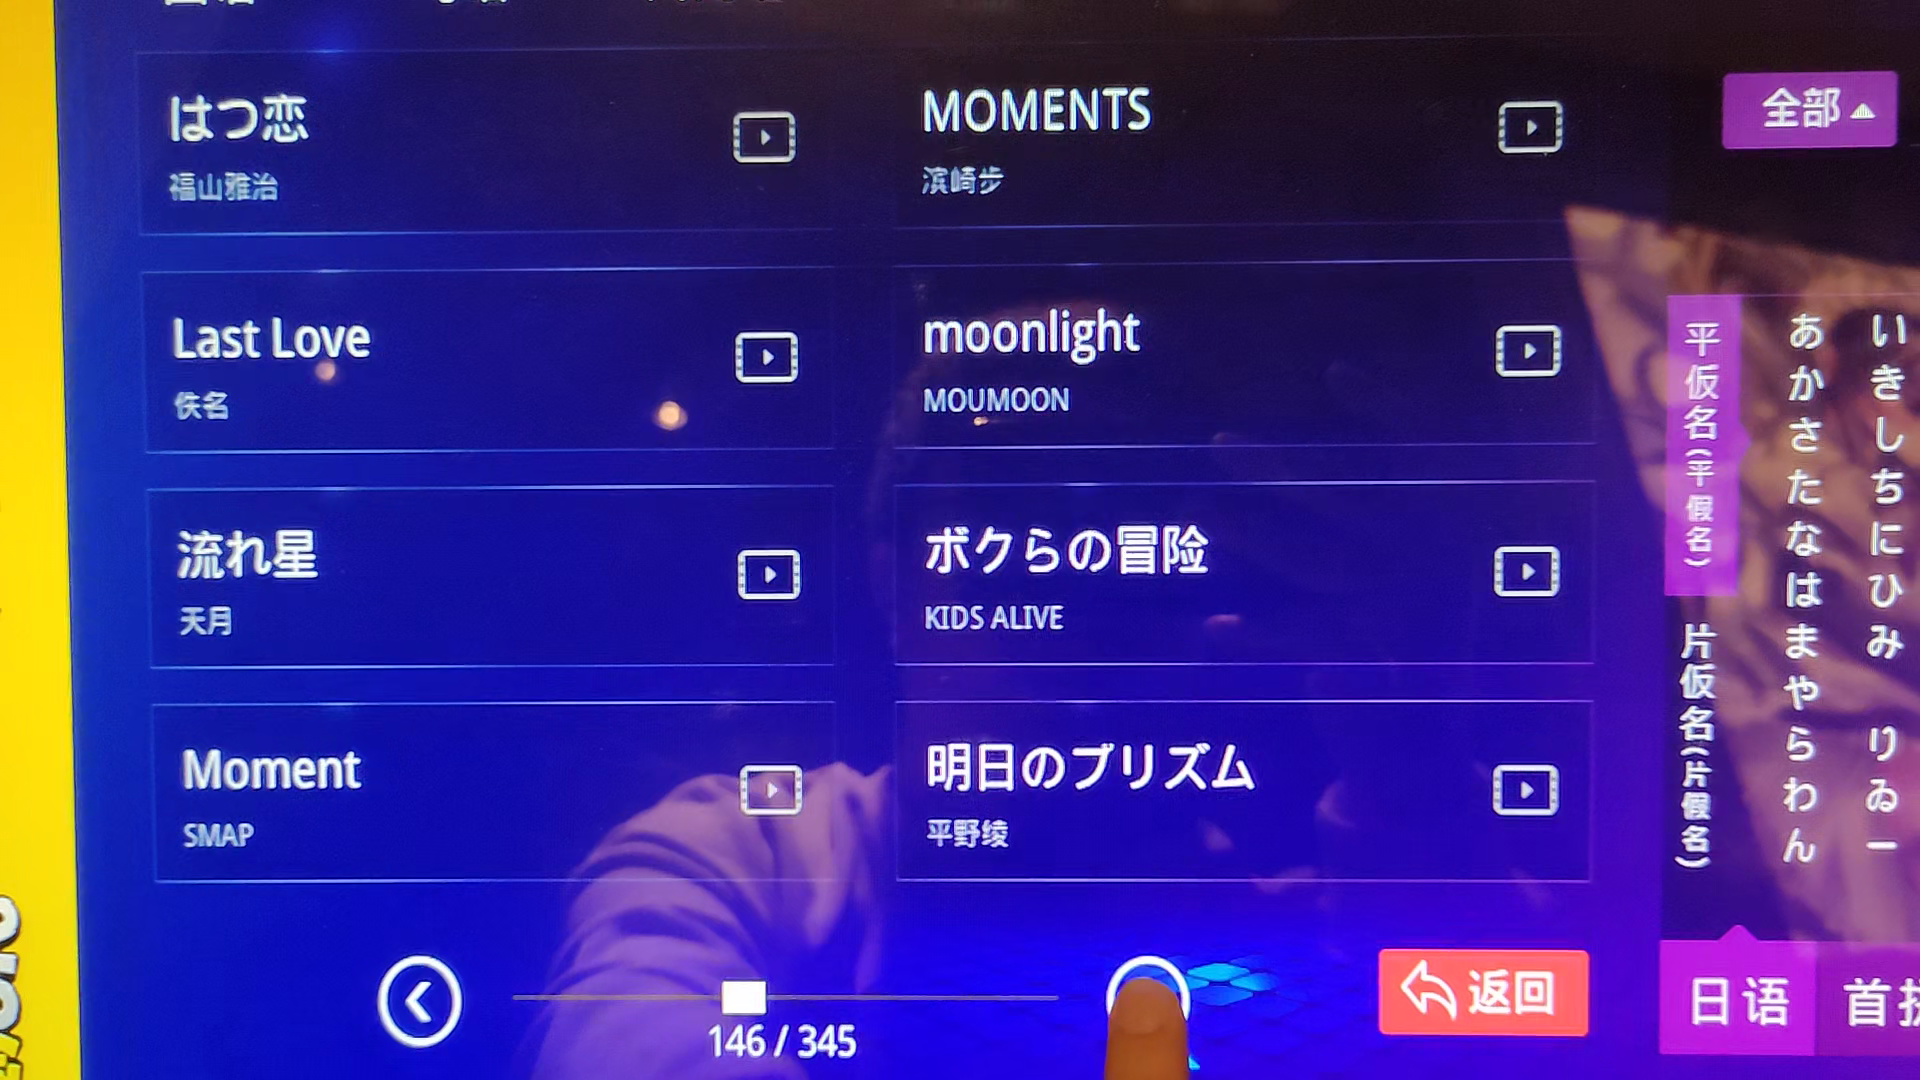 はつ恋
福山雅治
MOMENTS
滨崎步
Last Love
佚名
moonlight
MOUMOON
流れ星
天月
ボクらの冒险
KIDS ALIVE
Moment
SMAP
明日のプリズム
平野绫
146 / 345
返回
全部
平仮名(平假名)
片仮名(片假名)
あかさたなはまやらわん
いきしちにひみ りゐー
日语
首